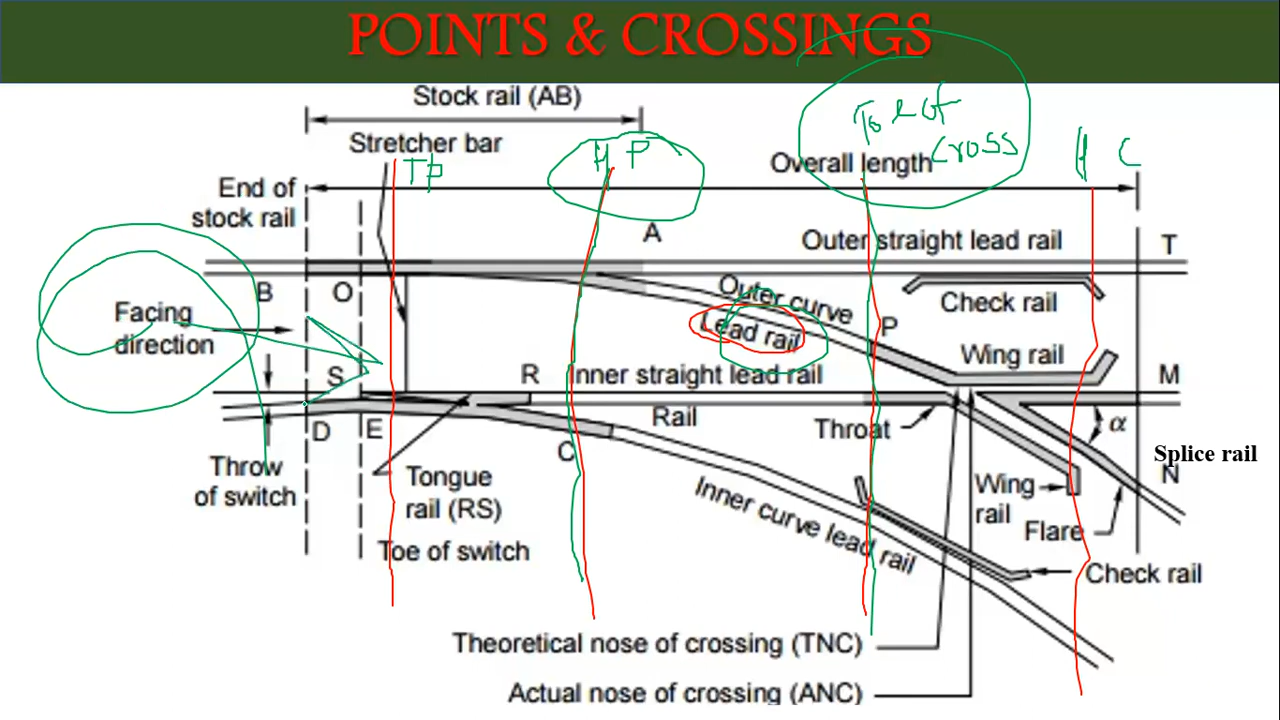 POINTS & CROSSINGS
Stock rail (AB)
Stretcher bar
TP
HP
Toe of
Cross
HC
Overall length
End of
stock rail
A
Outer straight lead rail
T
B
O
Facing
direction
Outer curve
Lead rail
Check rail
P
Wing rail
S
R
Inner straight lead rail
M
D
E
C
Rail
Throat
α
Splice rail
N
Throw
of switch
Tongue
rail (RS)
Toe of switch
Inner curve lead rail
Wing
rail
Flare
Check rail
Theoretical nose of crossing (TNC)
Actual nose of crossing (ANC)